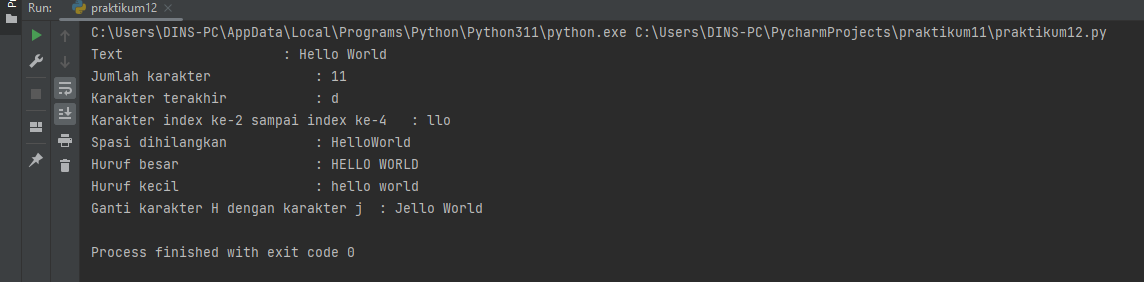 Run: praktikum12
C:\Users\DINS-PC\AppData\Local\Programs\Python\Python311\python.exe C:\Users\DINS-PC\PycharmProjects\praktikum11\praktikum12.py
Text                    : Hello World
Jumlah karakter             : 11
Karakter terakhir           : d
Karakter index ke-2 sampai index ke-4   : llo
Spasi dihilangkan           : HelloWorld
Huruf besar                 : HELLO WORLD
Huruf kecil                 : hello world
Ganti karakter H dengan karakter j  : Jello World
Process finished with exit code 0